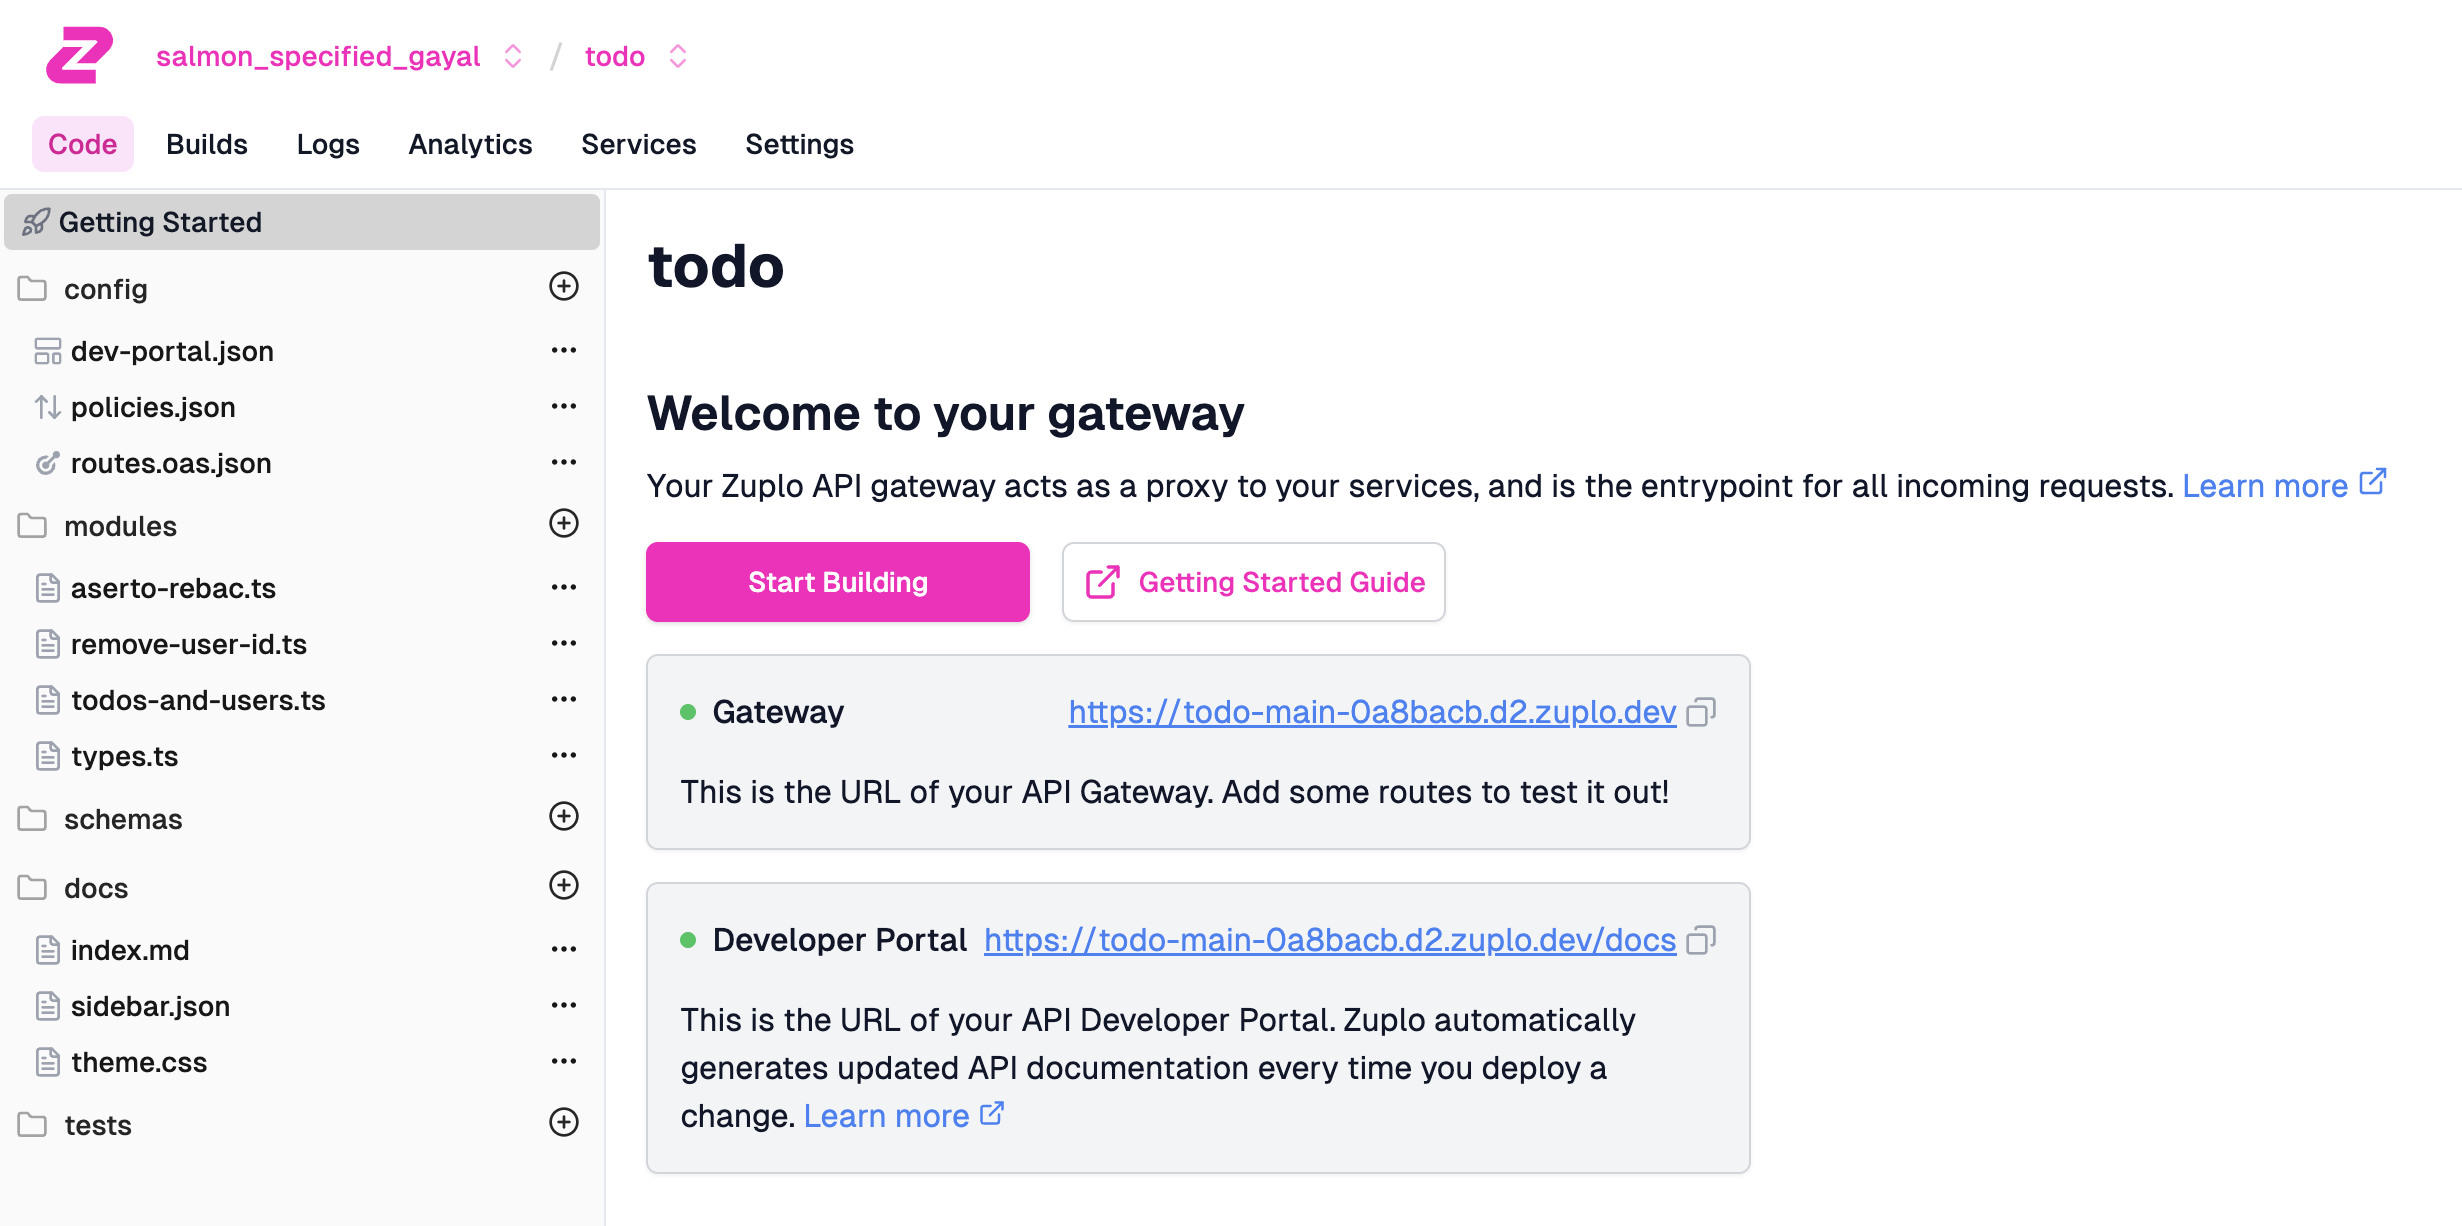 salmon_specified_gayal / todo
Code Builds Logs Analytics Services Settings
Getting Started
config
dev-portal.json
policies.json
routes.oas.json
modules
aserto-rebac.ts
remove-user-id.ts
todos-and-users.ts
types.ts
schemas
docs
index.md
sidebar.json
theme.css
tests
todo
Welcome to your gateway
Your Zuplo API gateway acts as a proxy to your services, and is the entrypoint for all incoming requests. Learn more
Start Building Getting Started Guide
Gateway https://todo-main-0a8bacb.d2.zuplo.dev
This is the URL of your API Gateway. Add some routes to test it out!
Developer Portal https://todo-main-0a8bacb.d2.zuplo.dev/docs
This is the URL of your API Developer Portal. Zuplo automatically
generates updated API documentation every time you deploy a
change. Learn more